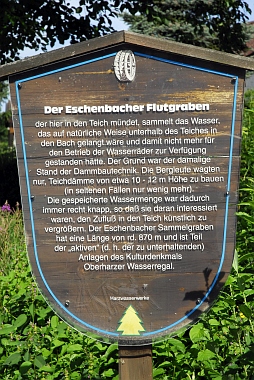 Der Eschenbacher Flutgraben
der hier in den Teich mündet, sammelt das Wasser,
das auf natürliche Weise unterhalb des Teiches in
den Bach gelangt wäre und damit nicht mehr für
den Betrieb der Wasserräder zur Verfügung
gestanden hätte. Der Grund war der damalige
Stand der Dammbautechnik. Die Bergleute wagten
nur, Teichdämme von etwa 10 - 12 m Höhe zu bauen
(in seltenen Fällen nur wenig mehr).
Die gespeicherte Wassermenge war dadurch
immer recht knapp, so daß sie daran interessiert
waren, den Zufluß in den Teich künstlich zu
vergrößern. Der Eschenbacher Sammelgraben
hat eine Länge von rd. 870 m und ist Teil
der „aktiven" (d. h. der zu unterhaltenden)
Anlagen des Kulturdenkmals
Oberharzer Wasserregal.
Harzwasserwerke